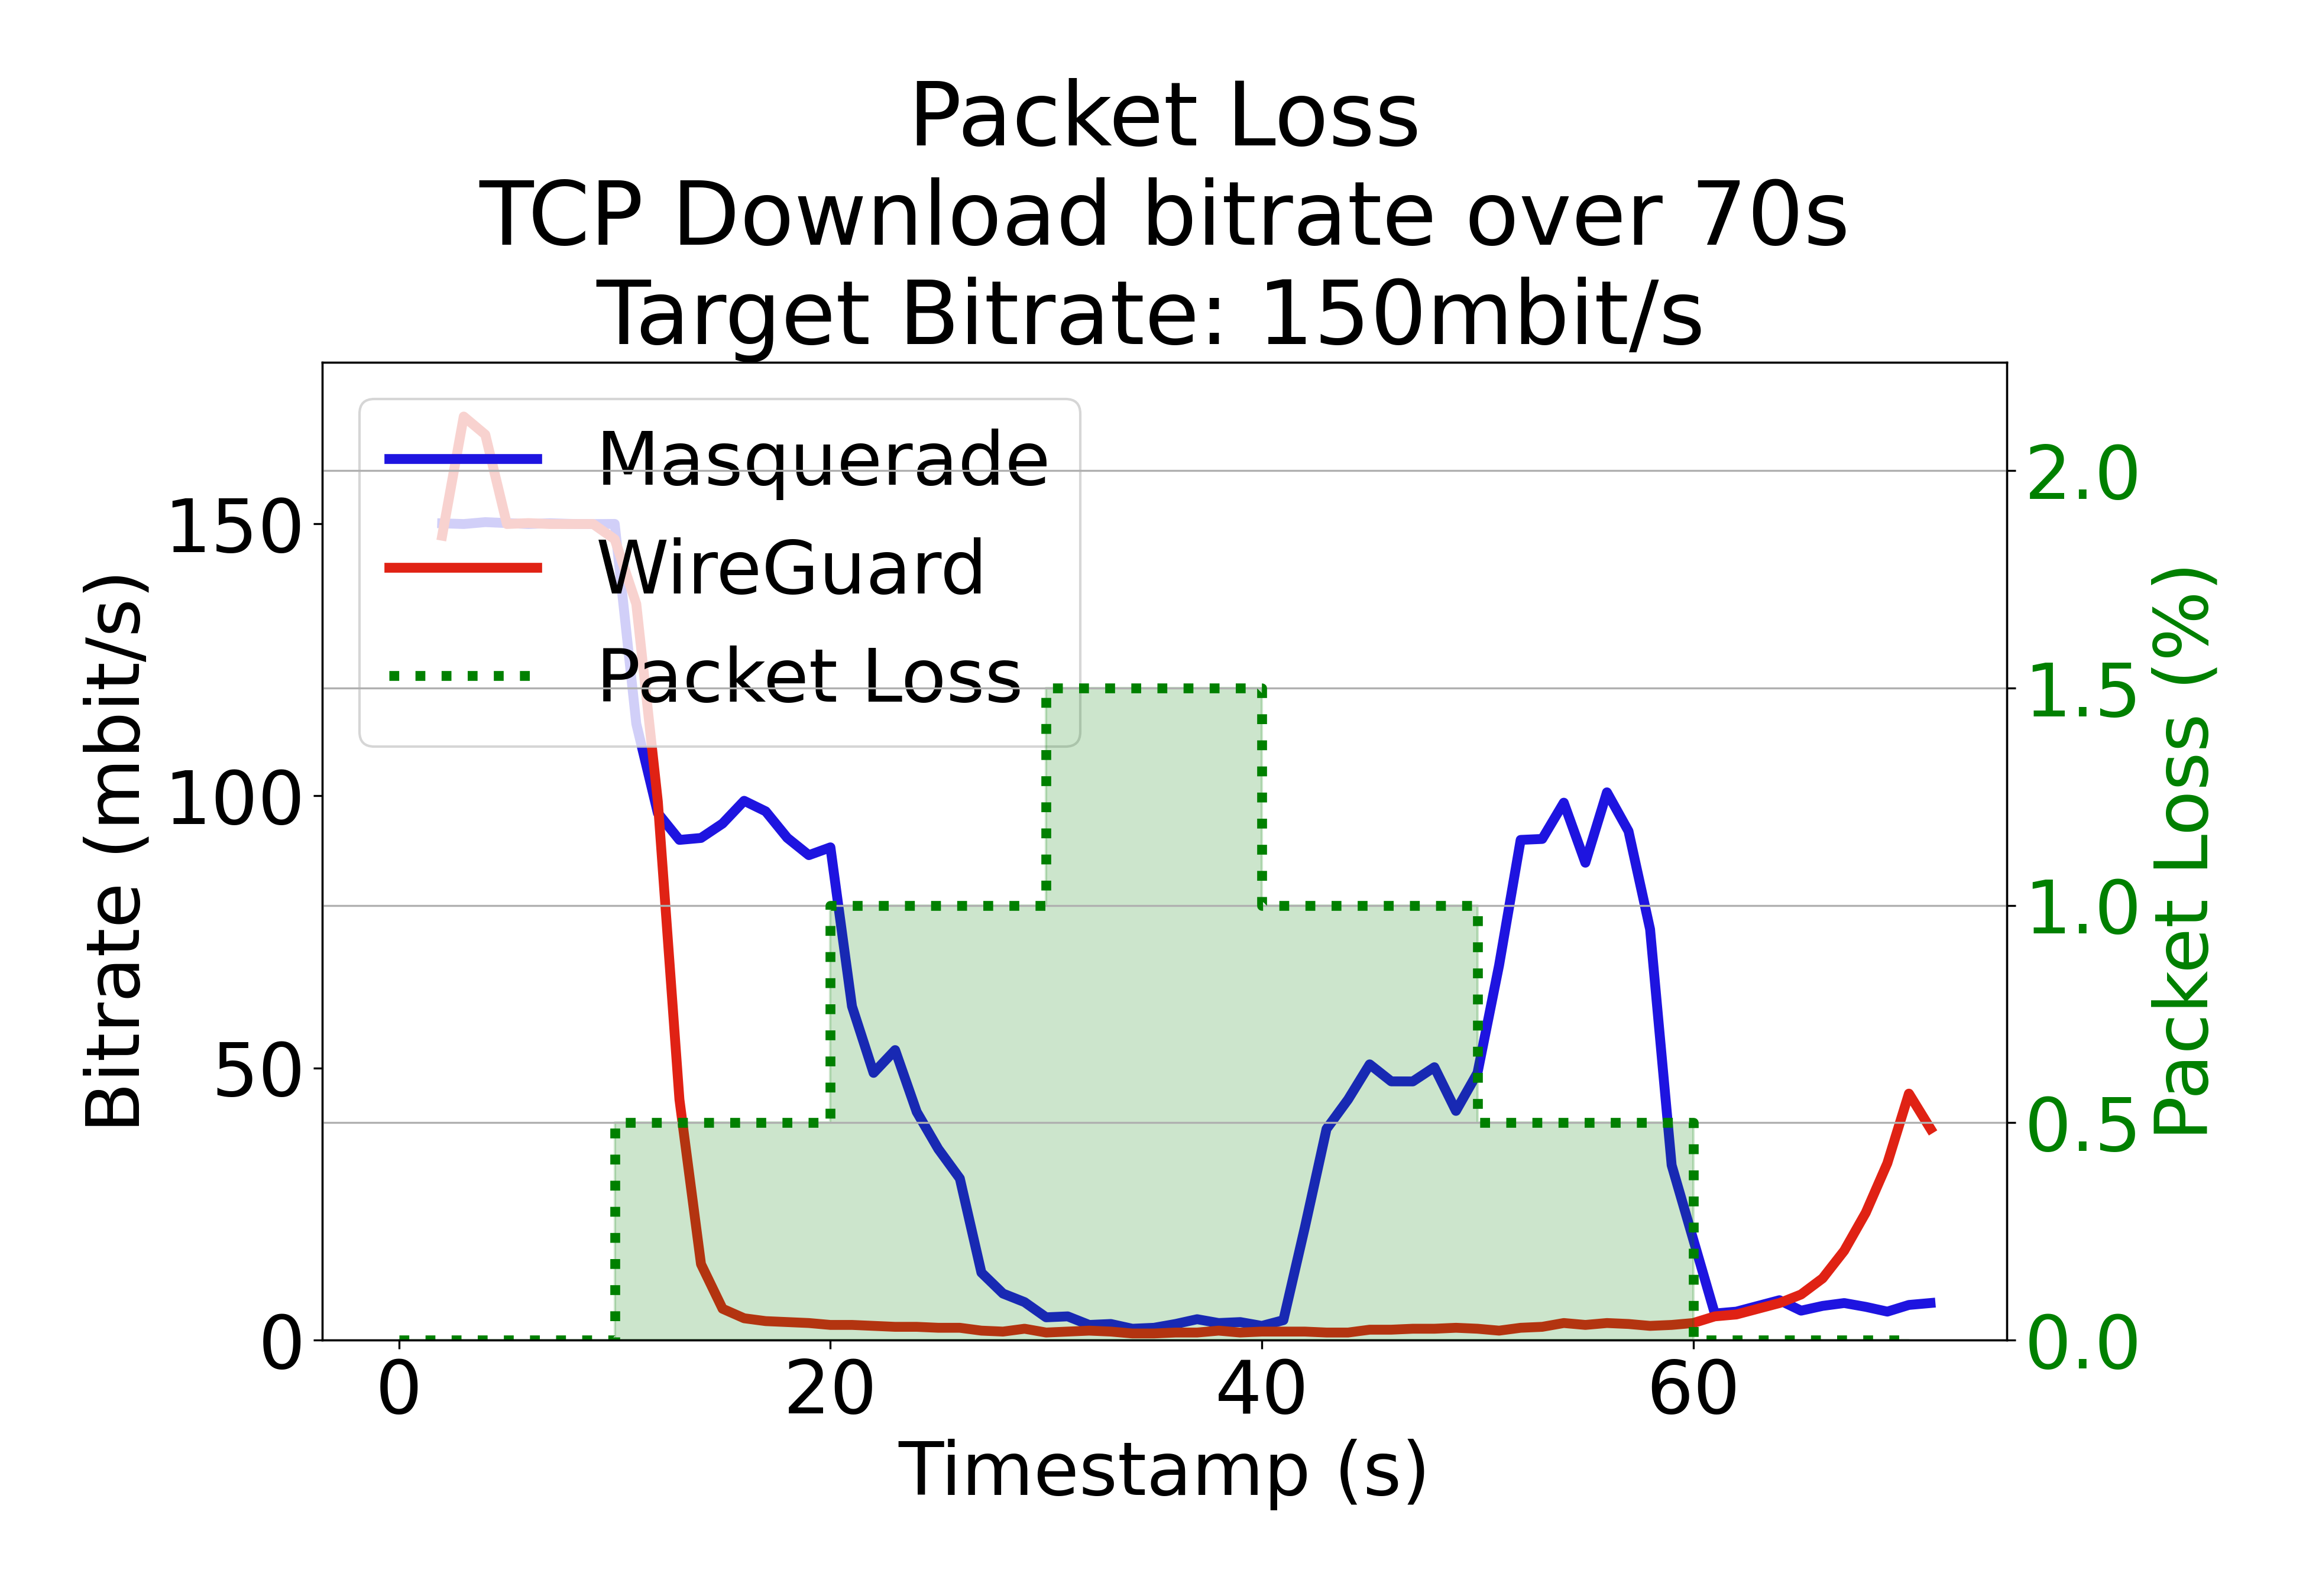 Packet Loss
TCP Download bitrate over 70s
Target Bitrate: 150mbit/s
Masquerade
WireGuard
Packet Loss
Bitrate (mbit/s)
150
100
50
0
2.0
1.5
1.0
0.5
0.0
Packet Loss (%)
0
20
40
60
Timestamp (s)